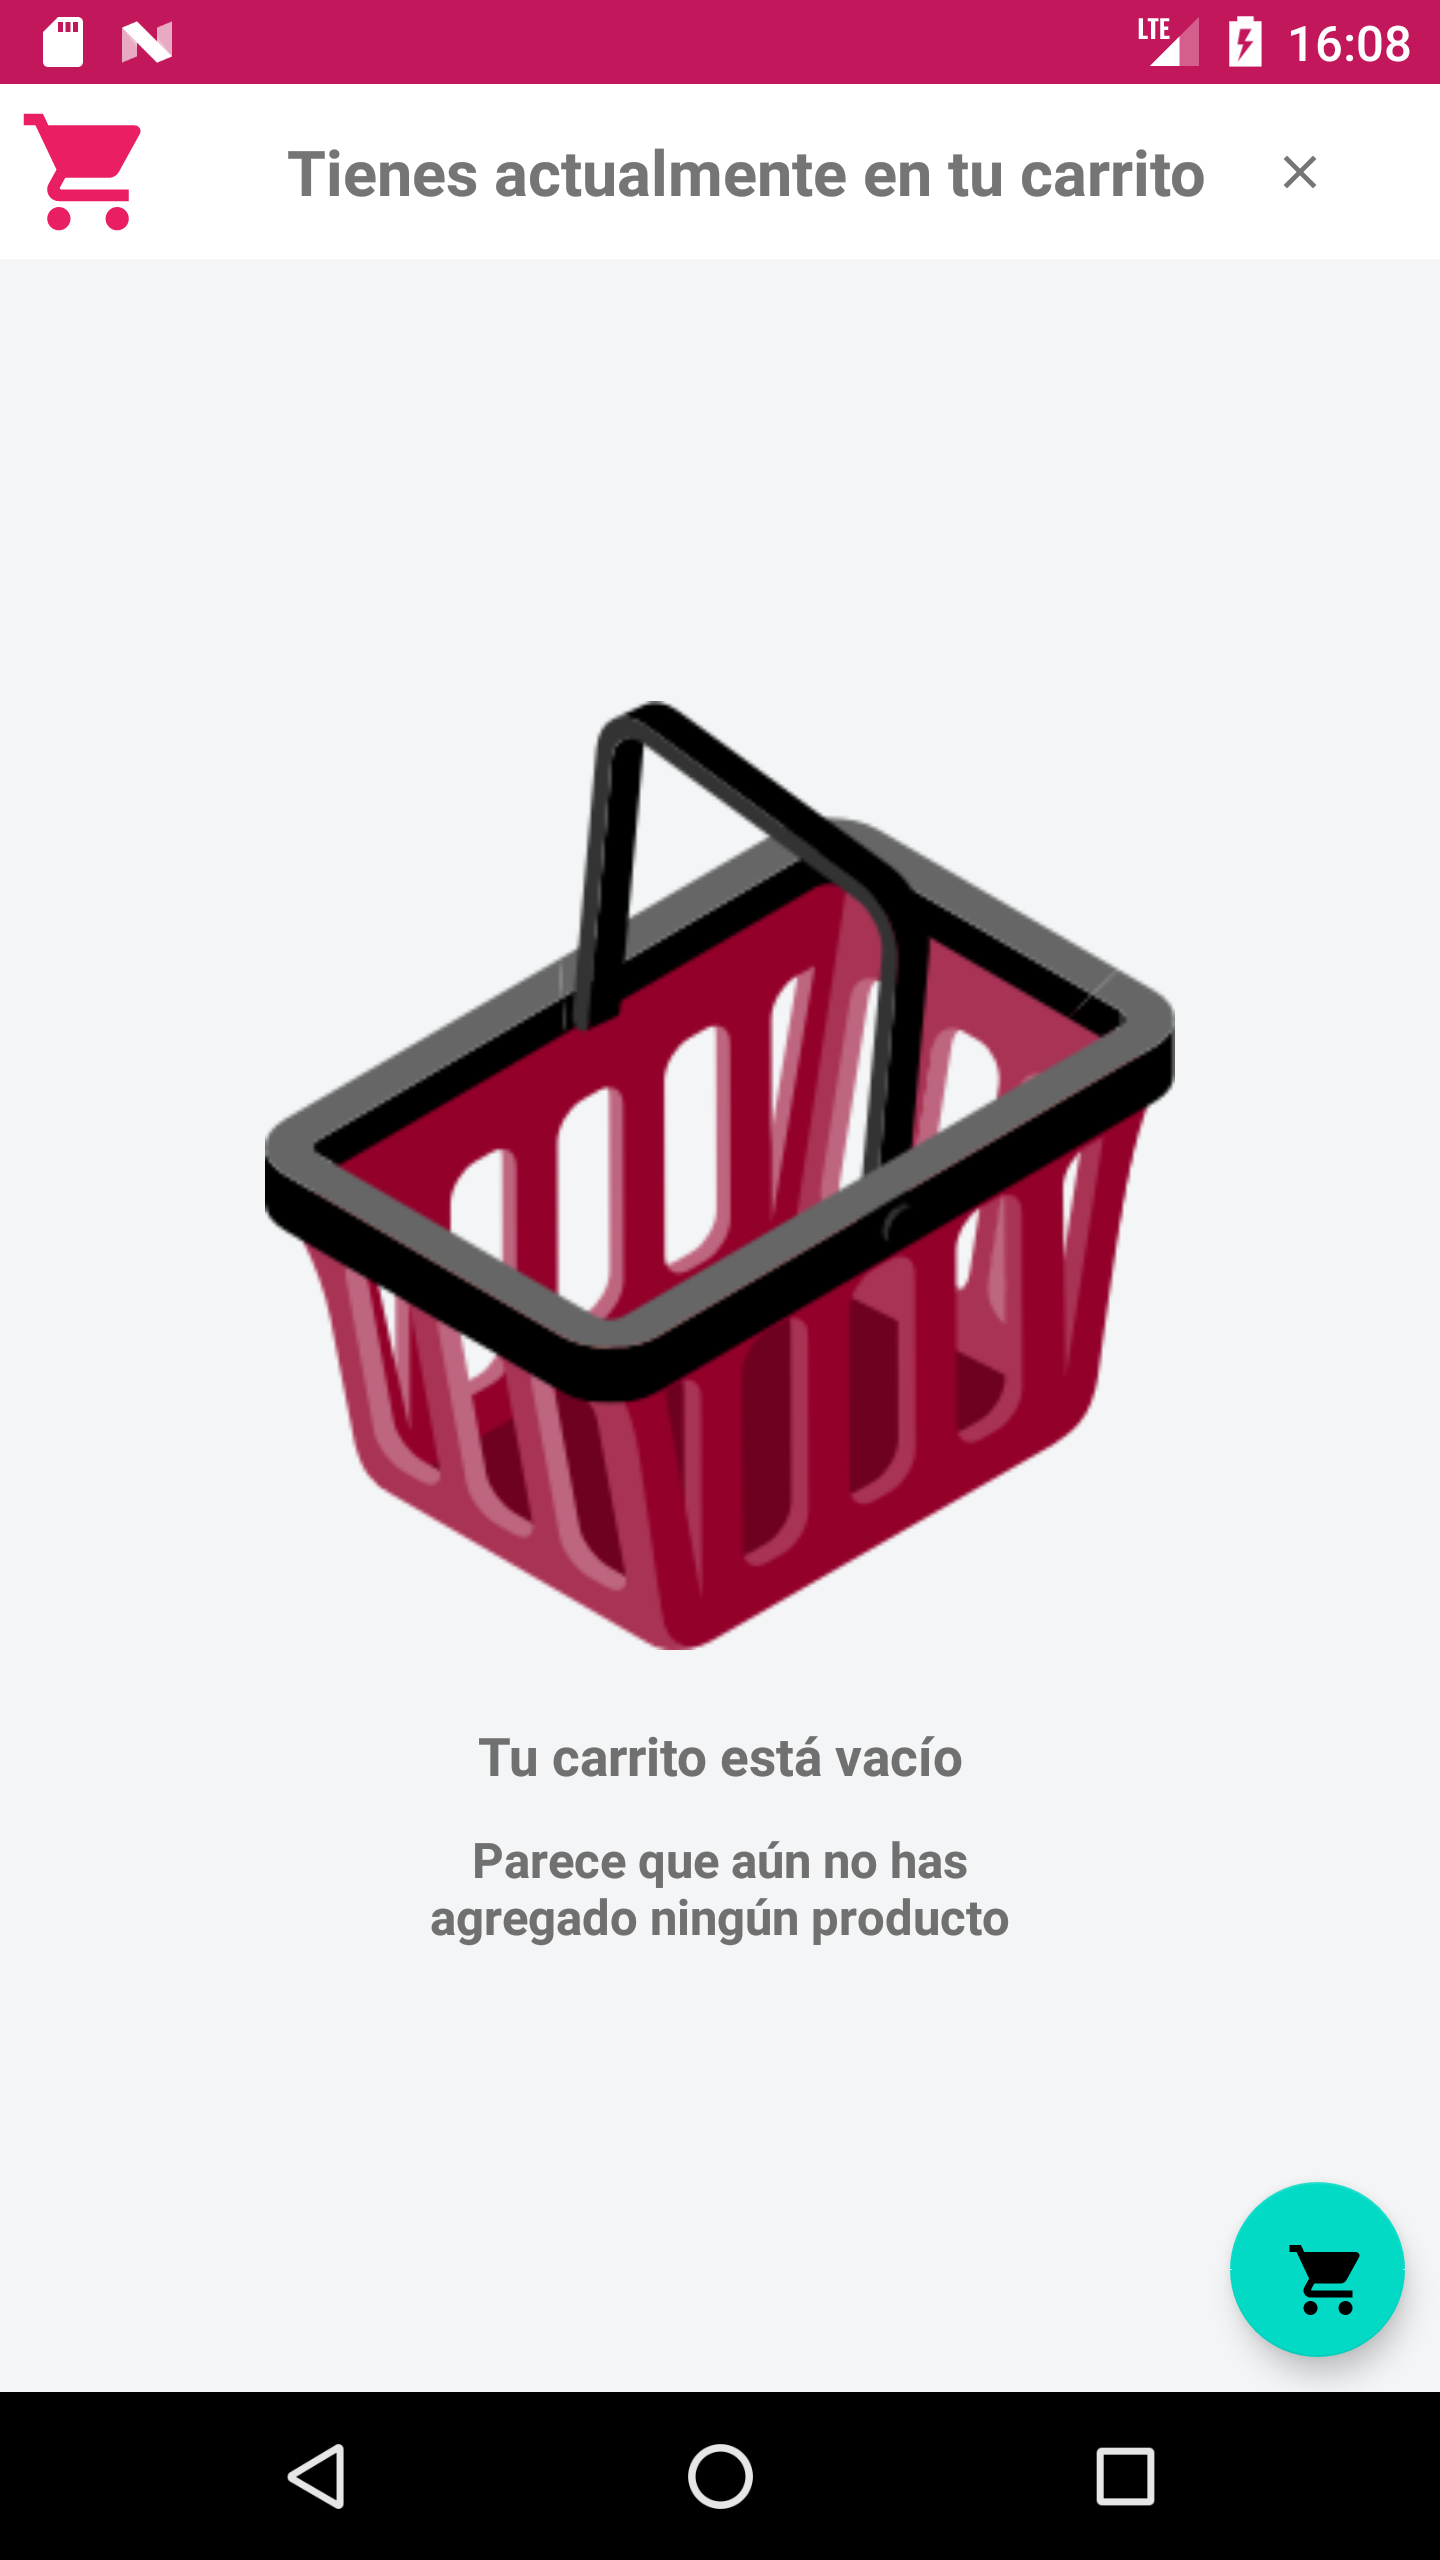 LTE 16:08
Tienes actualmente en tu carrito
Tu carrito está vacío
Parece que aún no has
agregado ningún producto